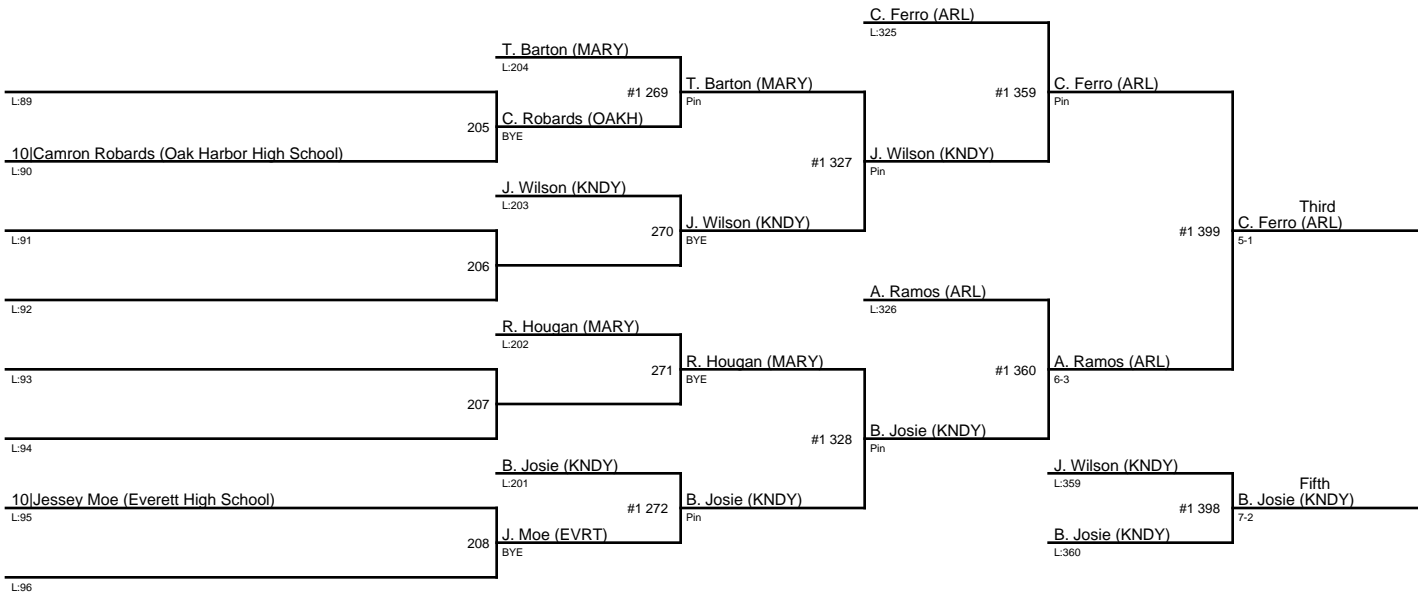 C. Ferro (ARL)
L:325
T. Barton (MARY)
L:204
L:89
#1 269
T. Barton (MARY)
Pin
#1 359
C. Ferro (ARL)
Pin
205
C. Robards (OAKH)
BYE
10|Camron Robards (Oak Harbor High School)
L:90
#1 327
J. Wilson (KNDY)
Pin
J. Wilson (KNDY)
L:203
L:91
270
J. Wilson (KNDY)
BYE
#1 399
Third
C. Ferro (ARL)
5-1
206
L:92
A. Ramos (ARL)
L:326
R. Hougan (MARY)
L:202
L:93
271
R. Hougan (MARY)
BYE
#1 360
A. Ramos (ARL)
6-3
207
L:94
#1 328
B. Josie (KNDY)
Pin
B. Josie (KNDY)
L:201
J. Wilson (KNDY)
L:359
10|Jessey Moe (Everett High School)
L:95
#1 272
B. Josie (KNDY)
Pin
#1 398
Fifth
B. Josie (KNDY)
7-2
208
J. Moe (EVRT)
BYE
B. Josie (KNDY)
L:360
L:96